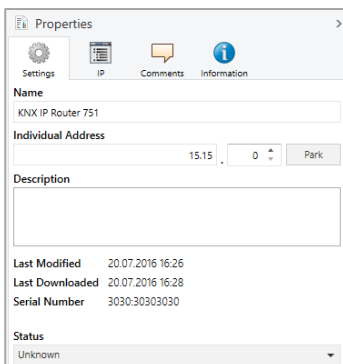 Properties
Settings IP Comments Information
Name
KNX IP Router 751
Individual Address
15.15 . 0 Park
Description
Last Modified 20.07.2016 16:26
Last Downloaded 20.07.2016 16:28
Serial Number 3030:30303030
Status
Unknown